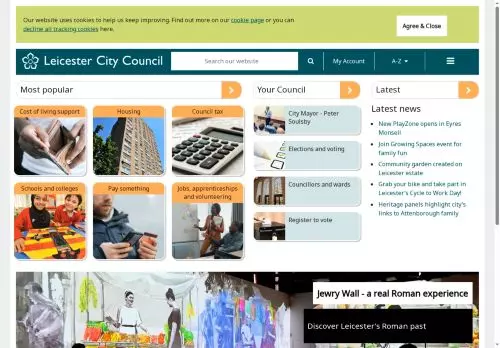 Our website uses cookies to help us keep improving. Find out more on our cookie page or you can
decline all tracking cookies here.
Agree & Close
Leicester City Council
Search our website
My Account
A-Z
Most popular
Cost of living support
Housing
Council tax
Schools and colleges
Pay something
Jobs, apprenticeships
and volunteering
Your Council
City Mayor - Peter
Soulsby
Elections and voting
Councillors and wards
Register to vote
Latest
Latest news
New PlayZone opens in Eyres
Monsell
Join Growing Spaces event for
family fun
Community garden created on
Leicester estate
Grab your bike and take part in
Leicester's Cycle to Work Day!
Heritage panels highlight city's
links to Attenborough family
Jewry Wall - a real Roman experience
Discover Leicester's Roman past